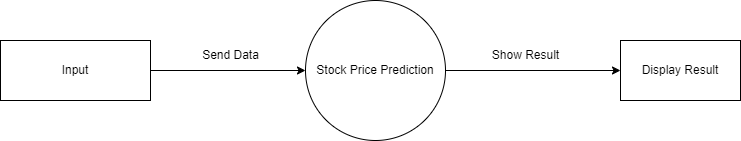 Input
Send Data
Stock Price Prediction
Show Result
Display Result